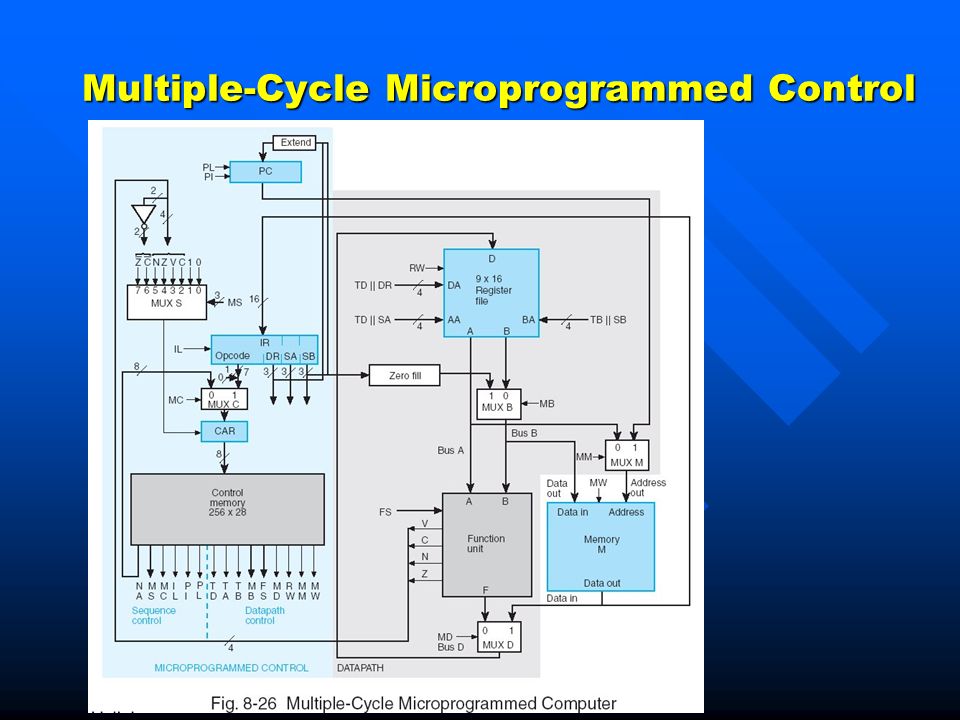 Multiple-Cycle Microprogrammed Control
Extend
PL
PI
PC
2
4
2
Z C N Z V C 1 0
7 6 5 4 3 2 1 0
MUX S
3
MS
16
RW
D
9 x 16
Register
file
TD || DR
4
DA
TD || SA
4
AA
BA
4
TB || SB
A
B
IL
IR
Opcode
DR
SA
SB
8
0
1
7
3
3
3
Zero fill
MC
0 1
MUX C
1 0
MUX B
MB
CAR
8
Bus A
Bus B
0 1
MUX M
MM
Data
out
MW
Address
out
Control
memory
256 x 28
FS
A
B
Function
unit
V
C
N
Z
F
Data in
Address
Memory
M
Data out
Data in
N M M I P P T T T M F M R M M
A S C L I L D A B B S D W M W
Sequence
control
Datapath
control
4
MD
Bus D
0 1
MUX D
MICROPROGRAMMED CONTROL
DATAPATH
Fig. 8-26 Multiple-Cycle Microprogrammed Computer